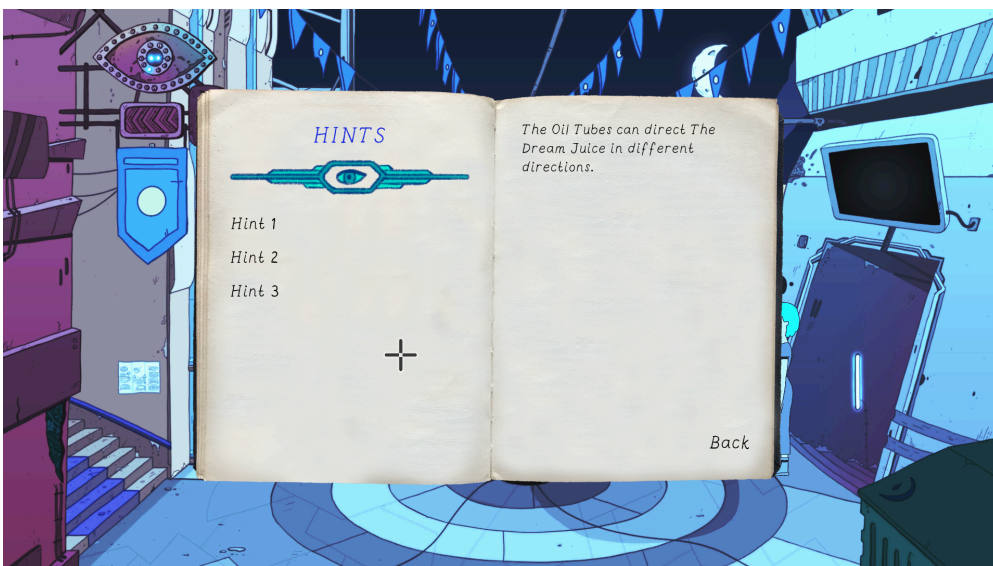 HINTS
Hint 1
Hint 2
Hint 3
The Oil Tubes can direct The
Dream Juice in different
directions.
Back